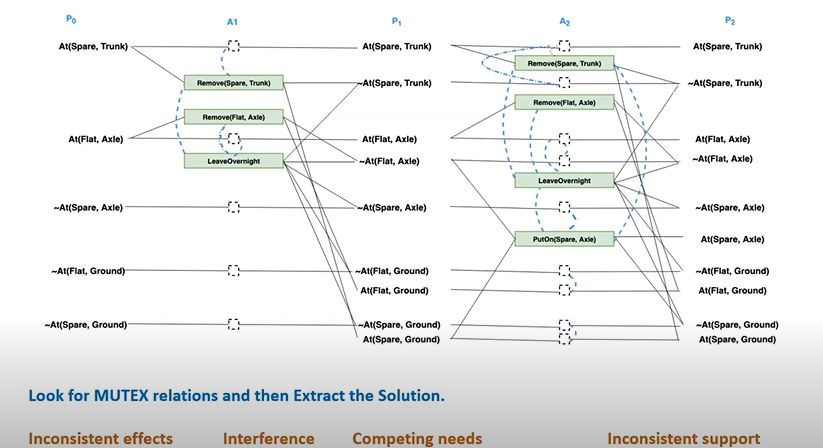 P₀ A1 P₁ A₂ P₂
At(Spare, Trunk) At(Spare, Trunk) At(Spare, Trunk)
Remove(Spare, Trunk)
Remove(Spare, Trunk) ~At(Spare, Trunk) ~At(Spare, Trunk)
Remove(Flat, Axle)
Remove(Flat, Axle)
At(Flat, Axle) At(Flat, Axle) At(Flat, Axle)
LeaveOvernight ~At(Flat, Axle) ~At(Flat, Axle)
LeaveOvernight
~At(Spare, Axle) ~At(Spare, Axle) ~At(Spare, Axle)
PutOn(Spare, Axle) At(Spare, Axle)
~At(Flat, Ground) ~At(Flat, Ground) ~At(Flat, Ground)
At(Flat, Ground) At(Flat, Ground)
~At(Spare, Ground) ~At(Spare, Ground) ~At(Spare, Ground)
At(Spare, Ground) At(Spare, Ground)
Look for MUTEX relations and then Extract the Solution.
Inconsistent effects Interference Competing needs Inconsistent support